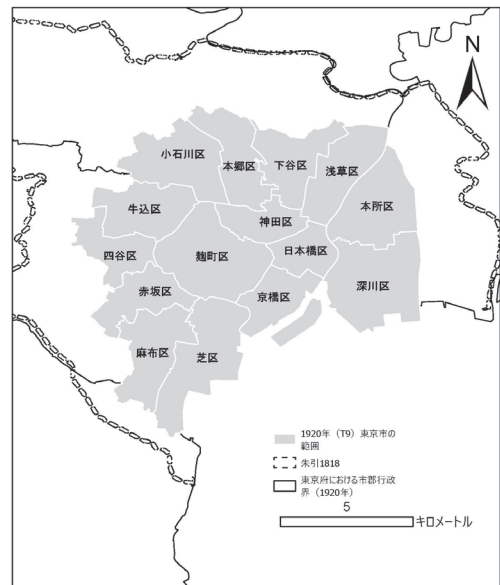 N
小石川区
本郷区
下谷区
浅草区
牛込区
神田区
本所区
四谷区
麹町区
日本橋区
赤坂区
京橋区
深川区
麻布区
芝区
1920年（T9）東京市の
範囲
朱引1818
東京府における市郡行政
界（1920年）
5
キロメートル